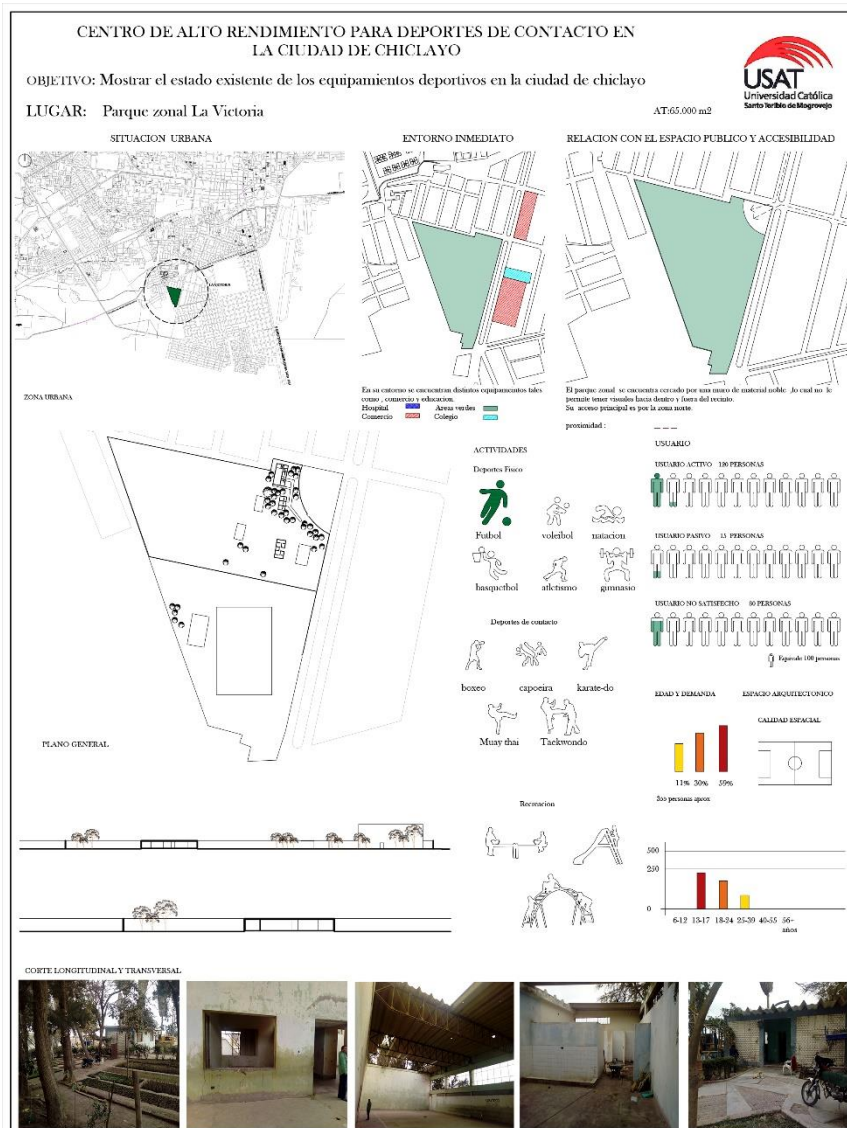 CENTRO DE ALTO RENDIMIENTO PARA DEPORTES DE CONTACTO EN
LA CIUDAD DE CHICLAYO
OBJETIVO: Mostrar el estado existente de los equipamientos deportivos en la ciudad de chiclayo
LUGAR: Parque zonal La Victoria
AT:65.000 m2
USAT
Universidad Católica
Santo Toribio de Mogrovejo
SITUACION URBANA
ENTORNO INMEDIATO
RELACION CON EL ESPACIO PUBLICO Y ACCESIBILIDAD
ZONA URBANA
En su entorno se encuentran distintos equipamientos tales
como , comercio y educacion.
Hospital
Areas verdes
Comercio
Colegio
El parque zonal se encuentra cercado por una muro de material noble ,lo cual no le
permite tener visuales hacia dentro y fuera del recinto.
Su acceso principal es por la zona norte.
proximidad :
ACTIVIDADES
Deportes Fisico
Futbol
voleibol
natacion
basquetbol
atletismo
gimnasio
Deportes de contacto
boxeo
capoeira
karate-do
Muay thai
Taekwondo
Recreacion
USUARIO
USUARIO ACTIVO 120 PERSONAS
USUARIO PASIVO 15 PERSONAS
USUARIO NO SATISFECHO 80 PERSONAS
Equivale 100 personas
EDAD Y DEMANDA
ESPACIO ARQUITECTONICO
CALIDAD ESPACIAL
11% 30% 59%
personas aprox
500
250
0
6-12 13-17 18-24 25-39 40-55 56-
años
PLANO GENERAL
CORTE LONGITUDINAL Y TRANSVERSAL